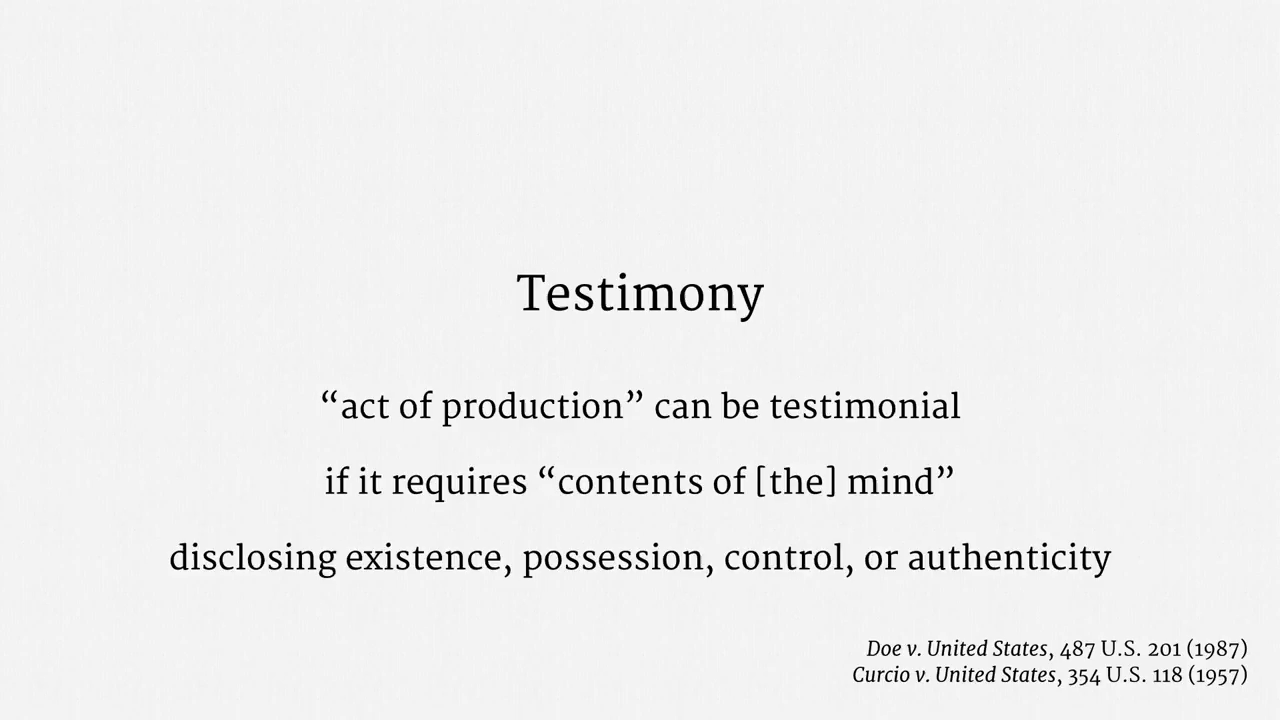 Testimony
“act of production” can be testimonial
if it requires “contents of [the] mind”
disclosing existence, possession, control, or authenticity
Doe v. United States, 487 U.S. 201 (1987)
Curcio v. United States, 354 U.S. 118 (1957)